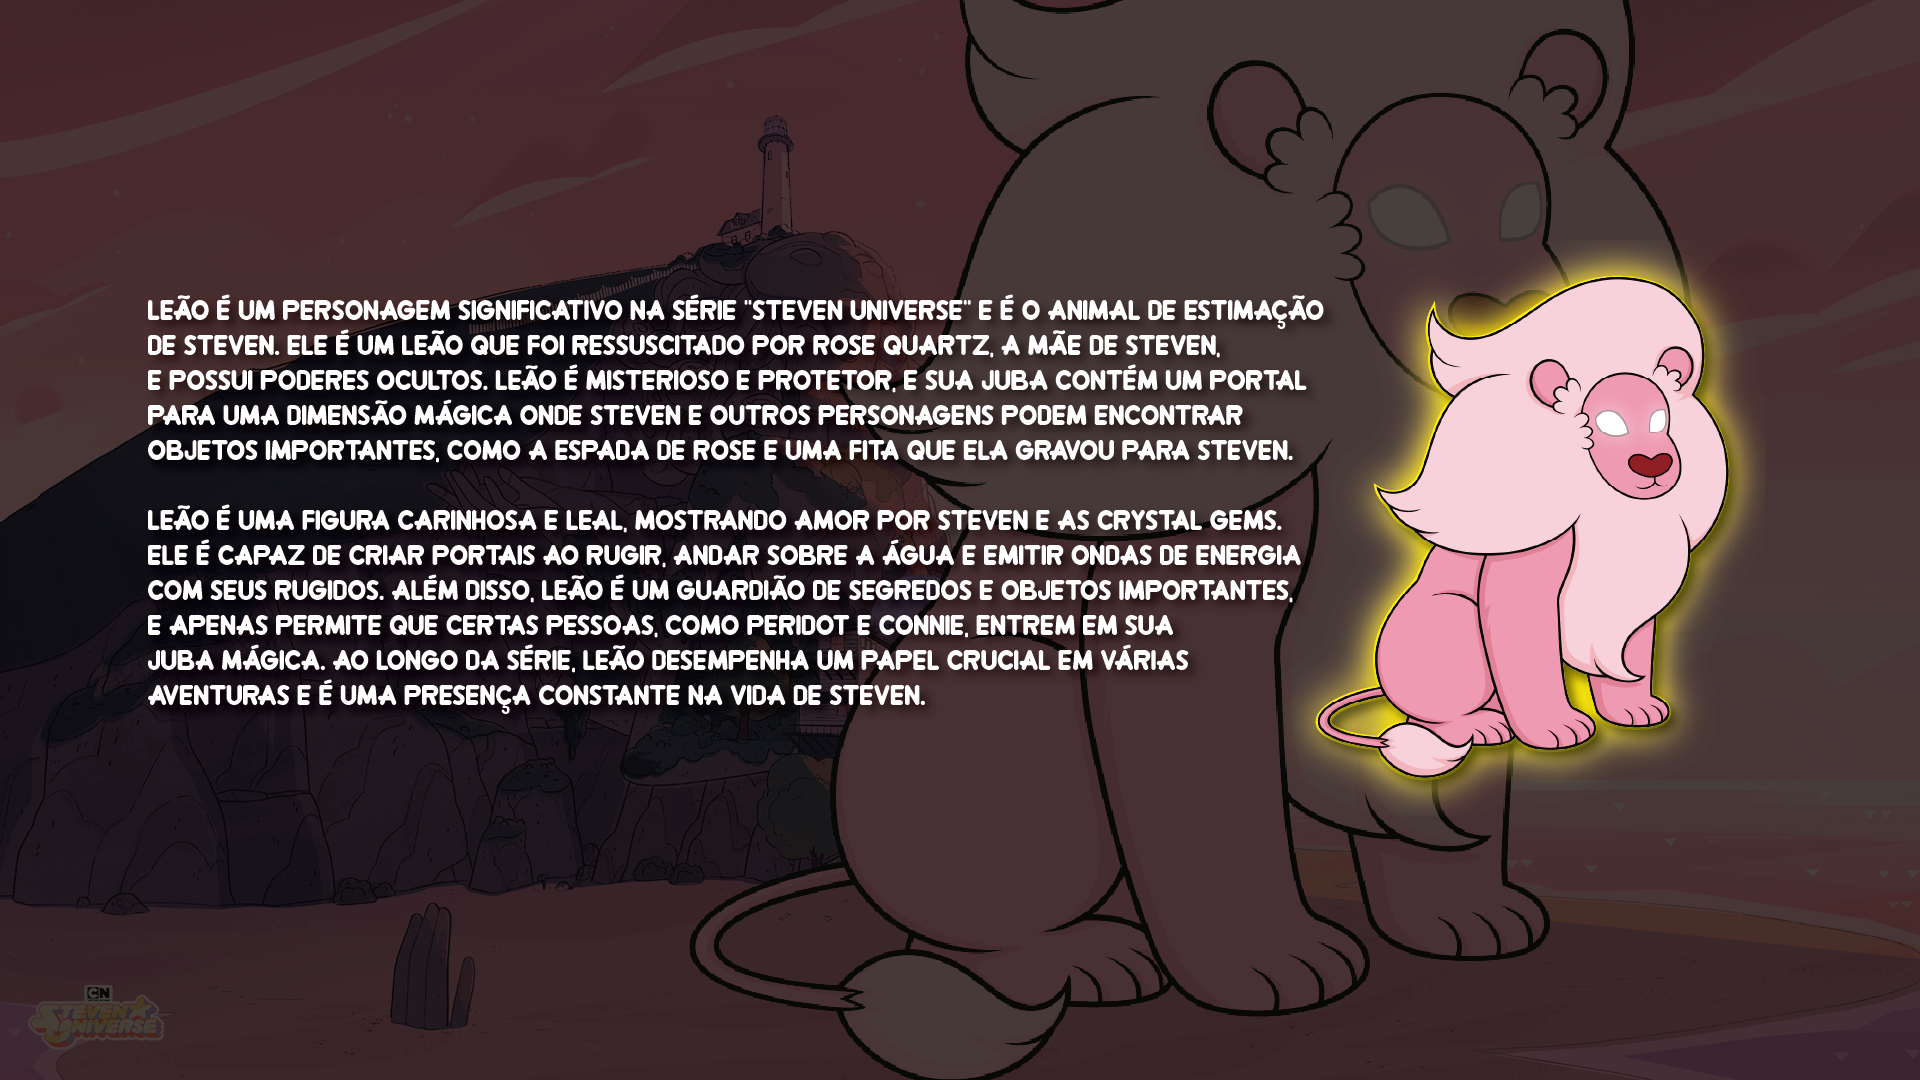 LEÃO É UM PERSONAGEM SIGNIFICATIVO NA SÉRIE "STEVEN UNIVERSE" E É O ANIMAL DE ESTIMAÇÃO
DE STEVEN. ELE É UM LEÃO QUE FOI RESSUSCITADO POR ROSE QUARTZ, A MÃE DE STEVEN,
E POSSUI PODERES OCULTOS. LEÃO É MISTERIOSO E PROTETOR, E SUA JUBA CONTÉM UM PORTAL
PARA UMA DIMENSÃO MÁGICA ONDE STEVEN E OUTROS PERSONAGENS PODEM ENCONTRAR
OBJETOS IMPORTANTES, COMO A ESPADA DE ROSE E UMA FITA QUE ELA GRAVOU PARA STEVEN.
LEÃO É UMA FIGURA CARINHOSA E LEAL, MOSTRANDO AMOR POR STEVEN E AS CRYSTAL GEMS.
ELE É CAPAZ DE CRIAR PORTAIS AO RUGIR, ANDAR SOBRE A ÁGUA E EMITIR ONDAS DE ENERGIA
COM SEUS RUGIDOS. ALÉM DISSO, LEÃO É UM GUARDIÃO DE SEGREDOS E OBJETOS IMPORTANTES,
E APENAS PERMITE QUE CERTAS PESSOAS, COMO PERIDOT E CONNIE, ENTREM EM SUA
JUBA MÁGICA. AO LONGO DA SÉRIE, LEÃO DESEMPENHA UM PAPEL CRUCIAL EM VÁRIAS
AVENTURAS E É UMA PRESENÇA CONSTANTE NA VIDA DE STEVEN.
CN
STEVEN
UNIVERSE